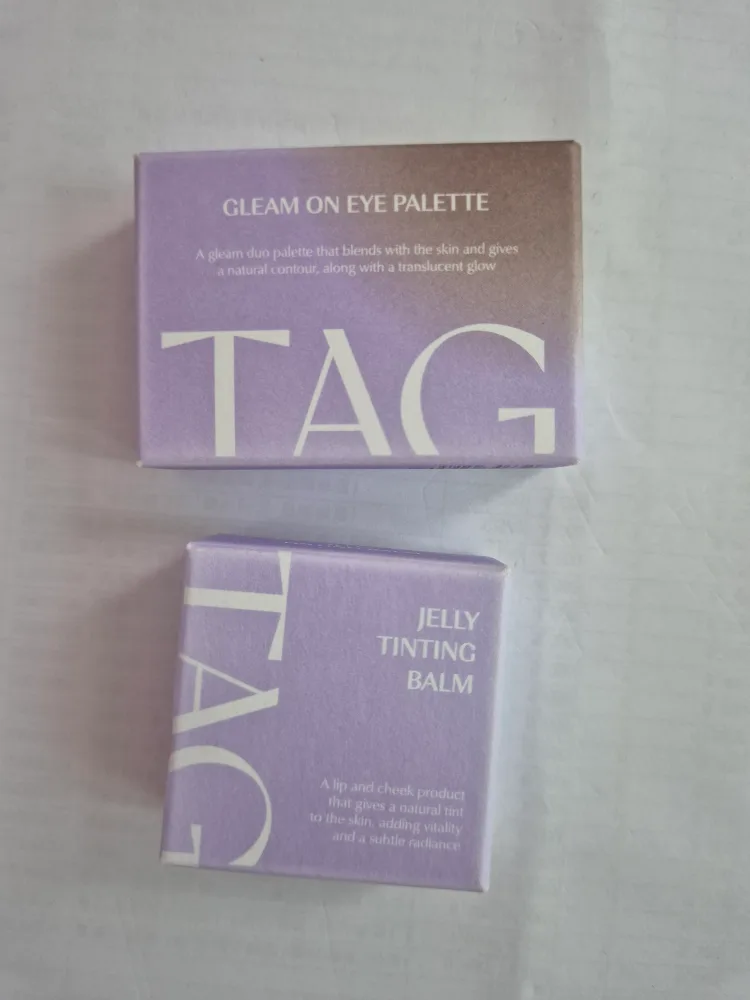 GLEAM ON EYE PALETTE
A gleam duo palette that blends with the skin and gives
a natural contour, along with a translucent glow
TAG
TAG
JELLY
TINTING
BALM
A lip and cheek product
that gives a natural tint
to the skin, adding vitality
and a subtle radiance